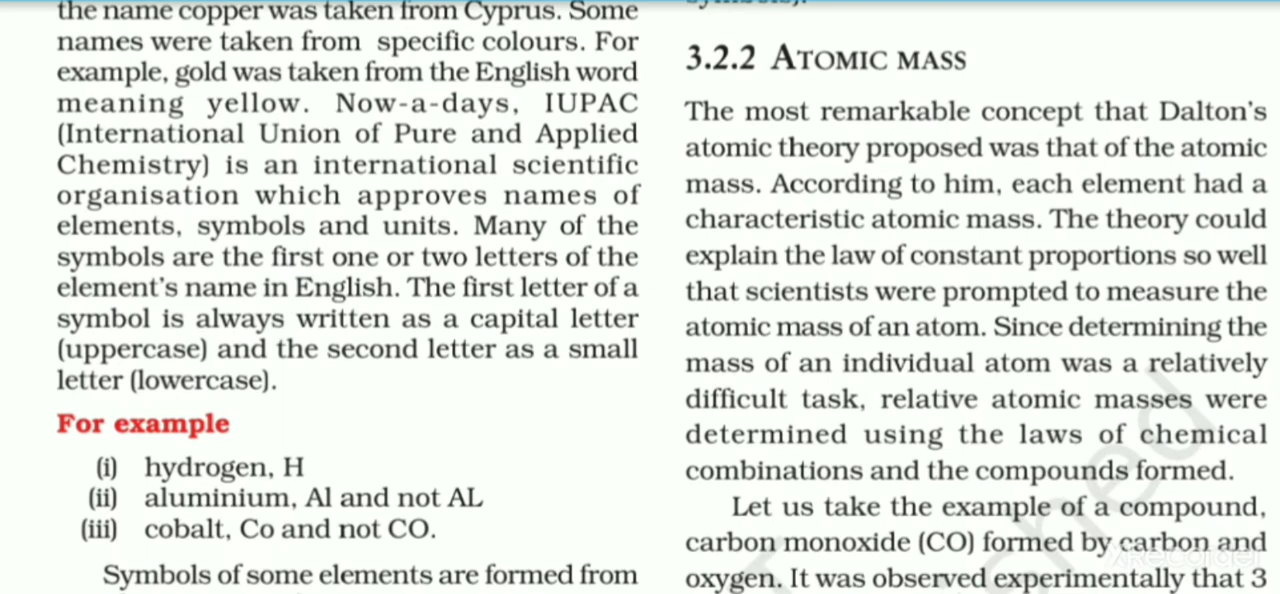 the name copper was taken from Cyprus. Some
names were taken from specific colours. For
example, gold was taken from the English word
meaning yellow. Now-a-days, IUPAC
(International Union of Pure and Applied
Chemistry) is an international scientific
organisation which approves names of
elements, symbols and units. Many of the
symbols are the first one or two letters of the
element's name in English. The first letter of a
symbol is always written as a capital letter
(uppercase) and the second letter as a small
letter (lowercase).
For example
(i) hydrogen, H
(ii) aluminium, Al and not AL
(iii) cobalt, Co and not CO.
Symbols of some elements are formed from
3.2.2 ATOMIC MASS
The most remarkable concept that Dalton's
atomic theory proposed was that of the atomic
mass. According to him, each element had a
characteristic atomic mass. The theory could
explain the law of constant proportions so well
that scientists were prompted to measure the
atomic mass of an atom. Since determining the
mass of an individual atom was a relatively
difficult task, relative atomic masses were
determined using the laws of chemical
combinations and the compounds formed.
Let us take the example of a compound,
carbon monoxide (CO) formed by carbon and
oxygen. It was observed experimentally that 3
XRecorder